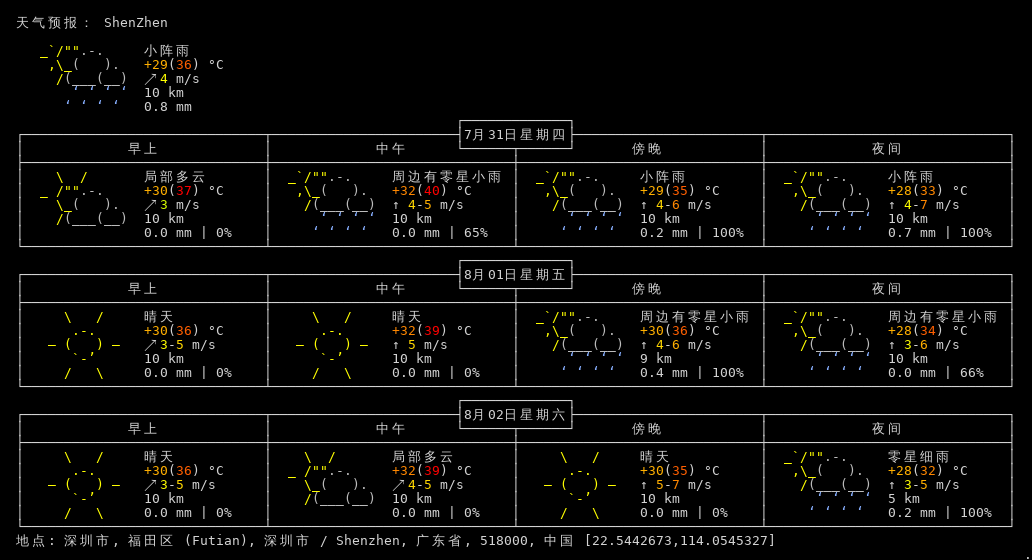 天气预报： ShenZhen
小阵雨
+29(36) °C
↗4 m/s
10 km
0.8 mm
7月31日星期四
早上 中午 傍晚 夜间
局部多云 周边有零星小雨 小阵雨 小阵雨
+30(37) °C +32(40) °C +29(35) °C +28(33) °C
↗3 m/s ↑ 4-5 m/s ↑ 4-6 m/s ↑ 4-7 m/s
10 km 10 km 10 km 10 km
0.0 mm | 0% 0.0 mm | 65% 0.2 mm | 100% 0.7 mm | 100%
8月01日星期五
早上 中午 傍晚 夜间
晴天 晴天 周边有零星小雨 周边有零星小雨
+30(36) °C +32(39) °C +30(36) °C +28(34) °C
↗3-5 m/s ↑ 5 m/s ↑ 4-6 m/s ↑ 3-6 m/s
10 km 10 km 9 km 10 km
0.0 mm | 0% 0.0 mm | 0% 0.4 mm | 100% 0.0 mm | 66%
8月02日星期六
早上 中午 傍晚 夜间
晴天 局部多云 晴天 零星细雨
+30(36) °C +32(39) °C +30(35) °C +28(32) °C
↗3-5 m/s ↗4-5 m/s ↑ 5-7 m/s ↑ 3-5 m/s
10 km 10 km 10 km 5 km
0.0 mm | 0% 0.0 mm | 0% 0.0 mm | 0% 0.2 mm | 100%
地点: 深圳市, 福田区 (Futian), 深圳市 / Shenzhen, 广东省, 518000, 中国 [22.5442673,114.0545327]